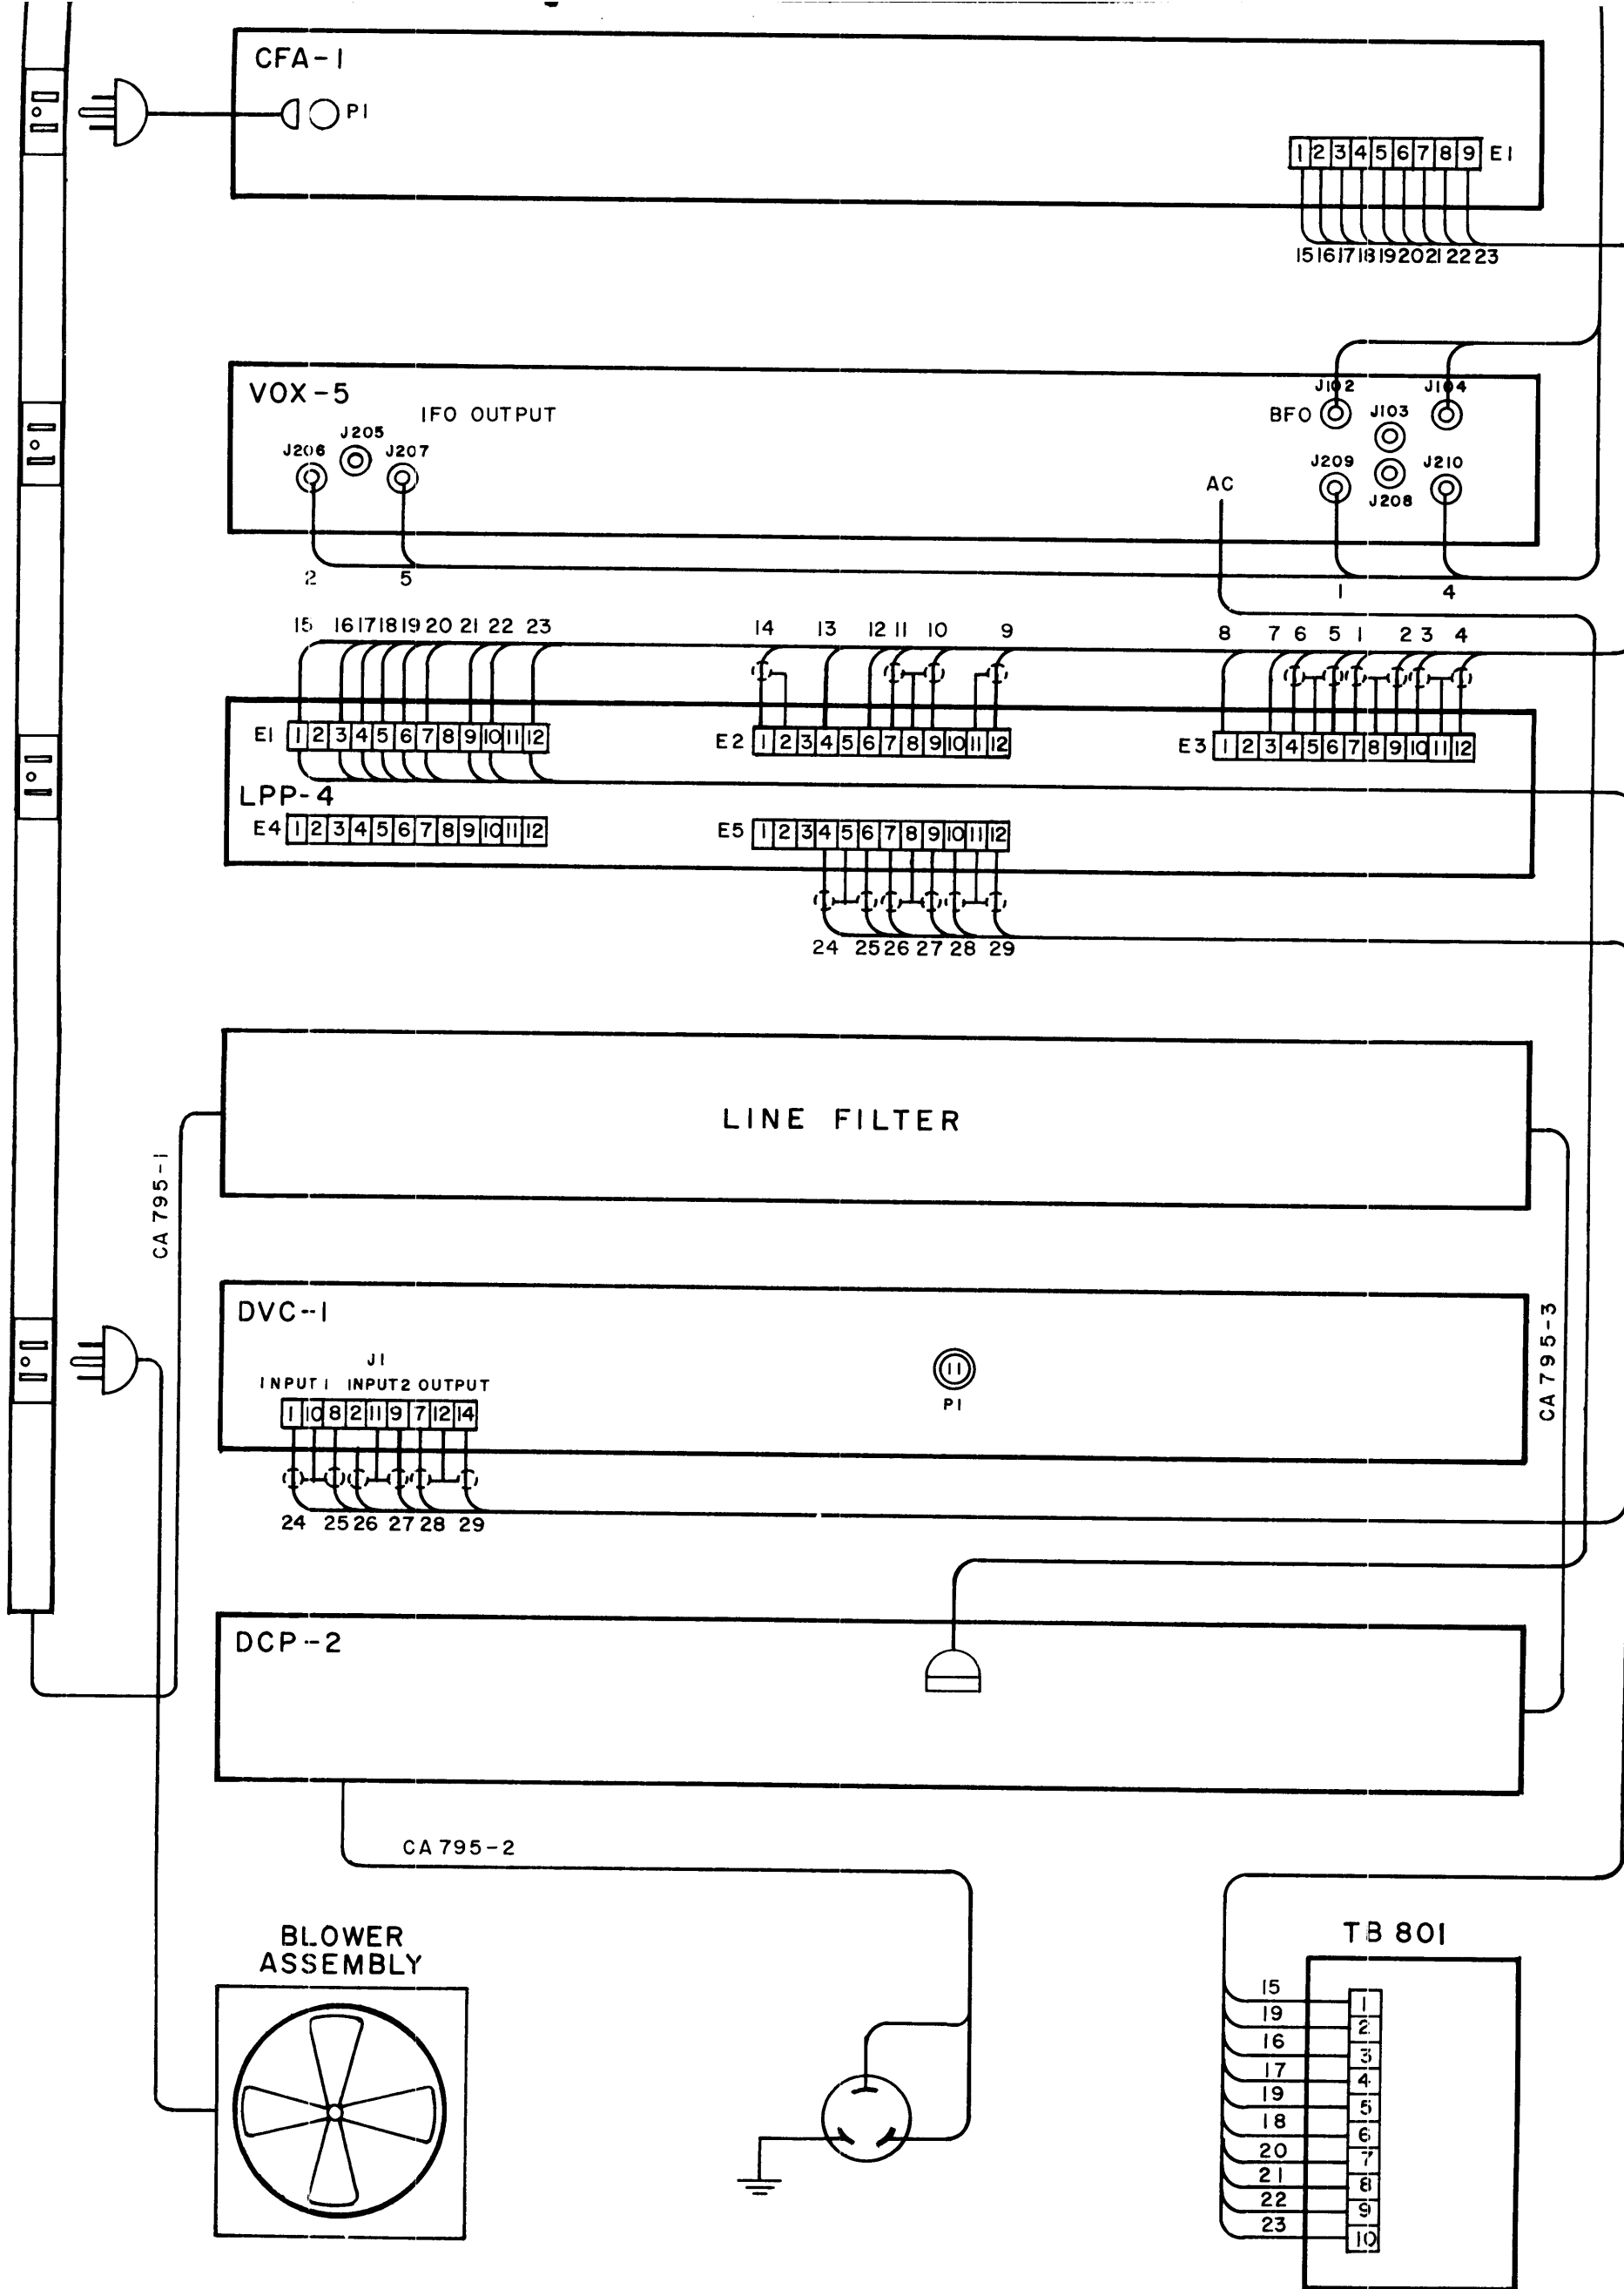 CFA-1
P1
1 2 3 4 5 6 7 8 9 E1
15 16 17 18 19 20 21 22 23
VOX-5
IFO OUTPUT
J206 J205 J207
J102 J104
BFO J103
J209 J210
J208
AC
2 5 1 4
15 16 17 18 19 20 21 22 23 14 13 12 11 10 9 8 7 6 5 1 2 3 4
E1 1 2 3 4 5 6 7 8 9 10 11 12
E2 1 2 3 4 5 6 7 8 9 10 11 12
E3 1 2 3 4 5 6 7 8 9 10 11 12
LPP-4
E4 1 2 3 4 5 6 7 8 9 10 11 12
E5 1 2 3 4 5 6 7 8 9 10 11 12
24 25 26 27 28 29
LINE FILTER
CA 795-1
DVC-1
J1
INPUT 1 INPUT2 OUTPUT
1 10 8 2 11 9 7 12 14
P1
24 25 26 27 28 29
CA 795-3
DCP-2
CA 795-2
BLOWER
ASSEMBLY
TB 801
15 1
19 2
16 3
17 4
19 5
18 6
20 7
21 8
22 9
23 10